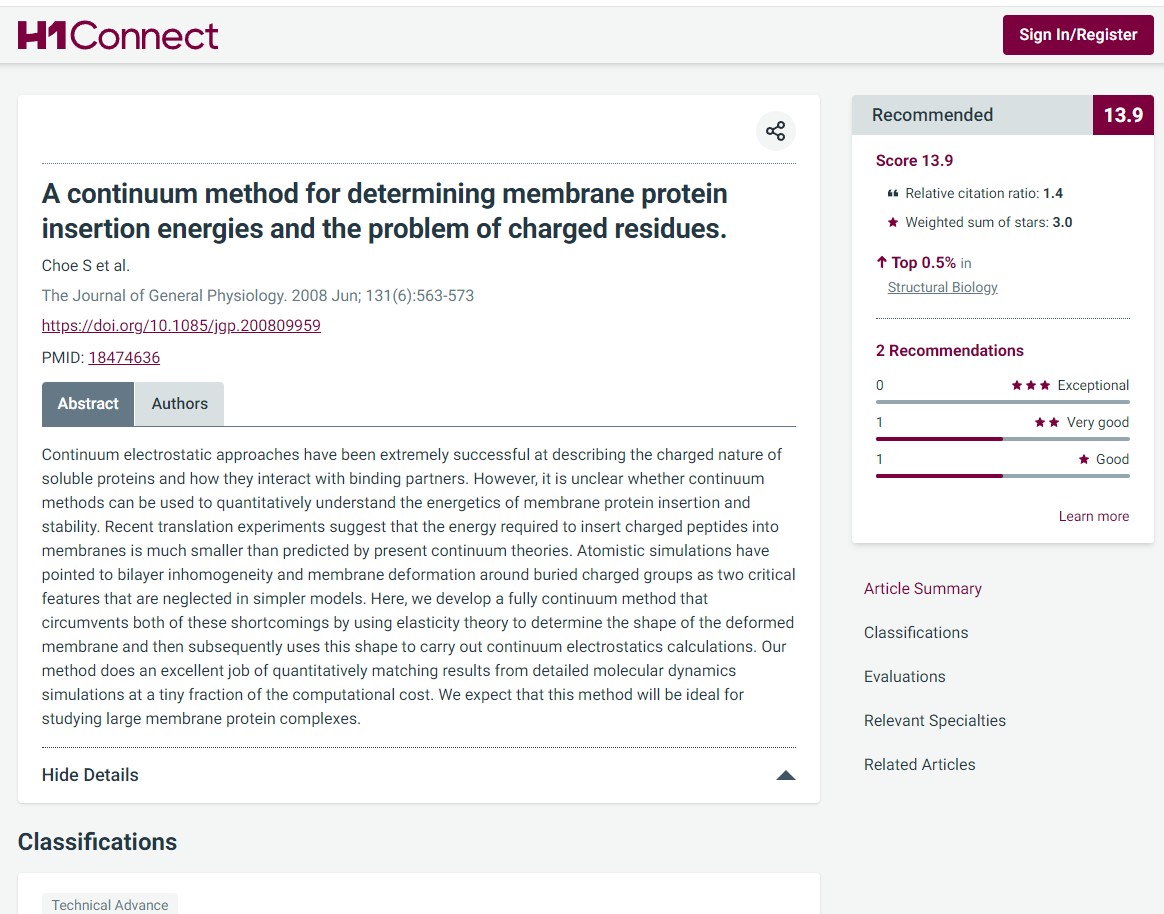 H1Connect
Sign In/Register
A continuum method for determining membrane protein
insertion energies and the problem of charged residues.
Choe S et al.
The Journal of General Physiology. 2008 Jun; 131(6):563-573
https://doi.org/10.1085/jgp.200809959
PMID: 18474636
Abstract
Authors
Continuum electrostatic approaches have been extremely successful at describing the charged nature of
soluble proteins and how they interact with binding partners. However, it is unclear whether continuum
methods can be used to quantitatively understand the energetics of membrane protein insertion and
stability. Recent translation experiments suggest that the energy required to insert charged peptides into
membranes is much smaller than predicted by present continuum theories. Atomistic simulations have
pointed to bilayer inhomogeneity and membrane deformation around buried charged groups as two critical
features that are neglected in simpler models. Here, we develop a fully continuum method that
circumvents both of these shortcomings by using elasticity theory to determine the shape of the deformed
membrane and then subsequently uses this shape to carry out continuum electrostatics calculations. Our
method does an excellent job of quantitatively matching results from detailed molecular dynamics
simulations at a tiny fraction of the computational cost. We expect that this method will be ideal for
studying large membrane protein complexes.
Hide Details
Classifications
Technical Advance
Recommended
13.9
Score 13.9
Relative citation ratio: 1.4
Weighted sum of stars: 3.0
Top 0.5% in
Structural Biology
2 Recommendations
0 ★★★ Exceptional
1 ★★ Very good
1 ★ Good
Learn more
Article Summary
Classifications
Evaluations
Relevant Specialties
Related Articles